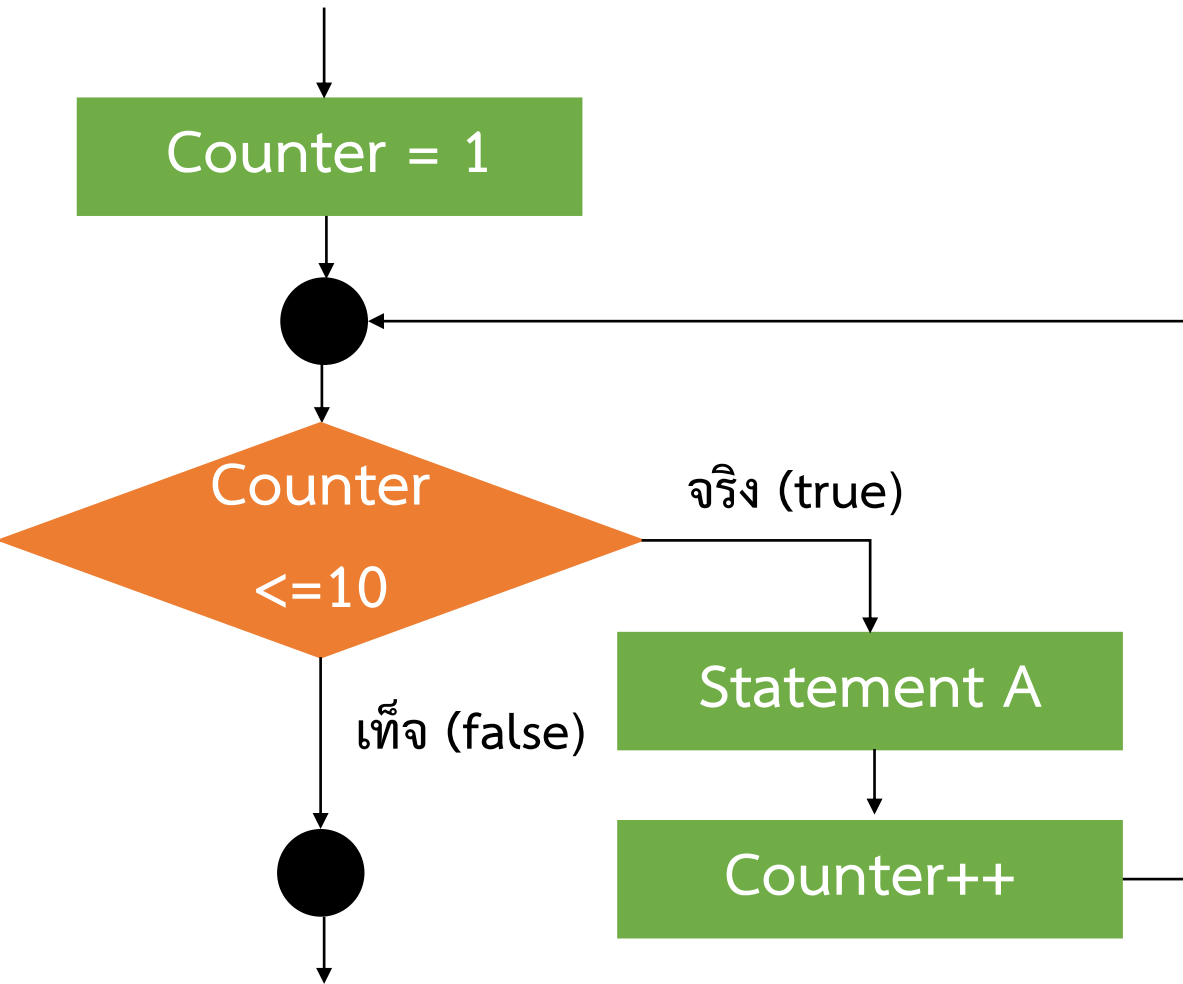 Counter = 1
Counter
<=10
จริง (true)
Statement A
เท็จ (false)
Counter++